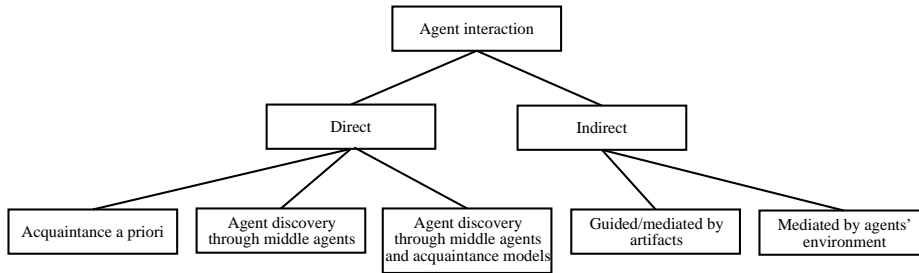 Agent interaction
Direct
Indirect
Acquaintance a priori
Agent discovery
through middle agents
Agent discovery
through middle agents
and acquaintance models
Guided/mediated by
artifacts
Mediated by agents'
environment